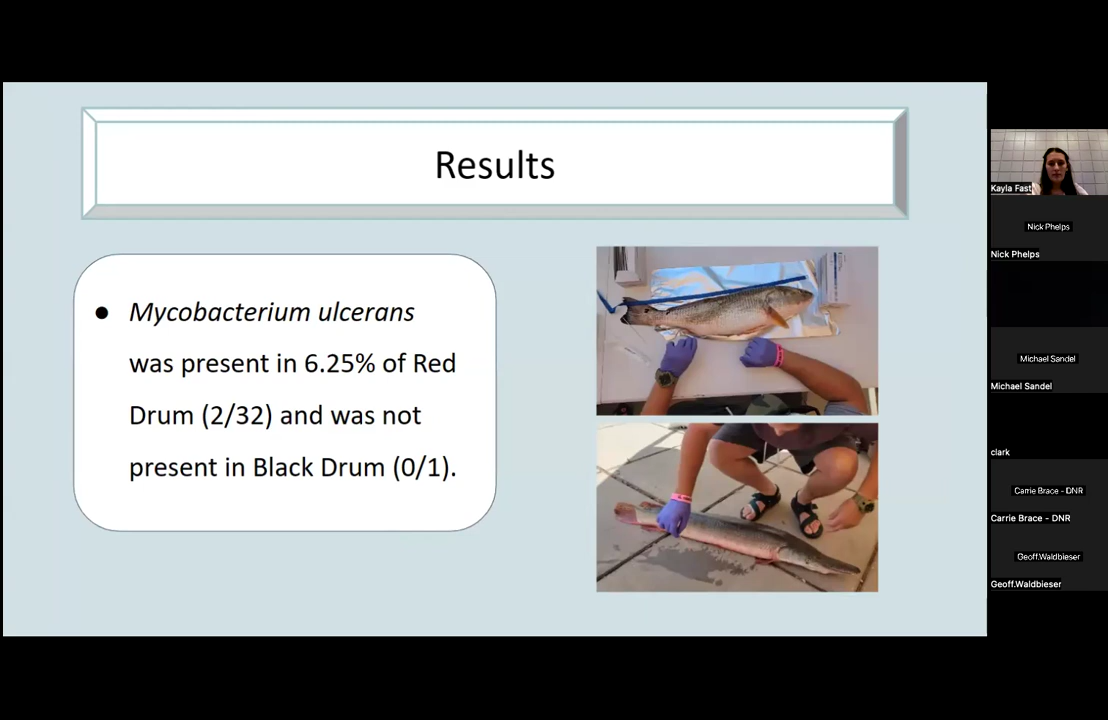 Results
● Mycobacterium ulcerans
was present in 6.25% of Red
Drum (2/32) and was not
present in Black Drum (0/1).
Kayla Fast
Nick Phelps
Nick Phelps
Michael Sandel
Michael Sandel
clark
Carrie Brace - DNR
Carrie Brace - DNR
Geoff.Waldbieser
Geoff.Waldbieser